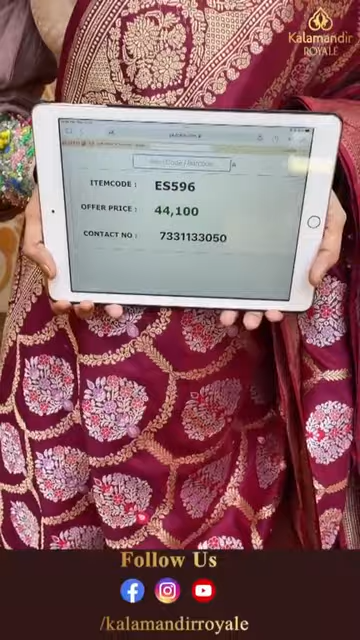 Kalamandir
ROYALE
ITEMCODE : ES596
OFFER PRICE : 44,100
CONTACT NO : 7331133050
Follow Us
/kalamandirroyale